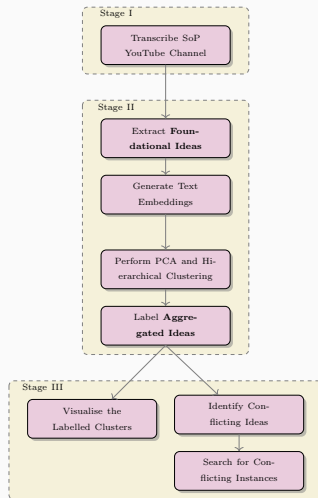 Stage I
Transcribe SoP
YouTube Channel
Stage II
Extract Foun-
dational Ideas
Generate Text
Embeddings
Perform PCA and Hi-
erarchical Clustering
Label Aggre-
gated Ideas
Stage III
Visualise the
Labelled Clusters
Identify Con-
flicting Ideas
Search for Con-
flicting Instances